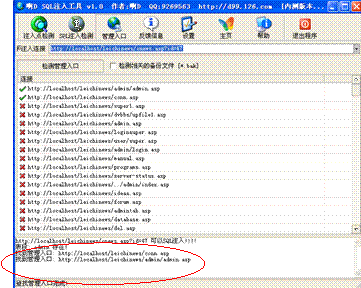 啊D SQL注入工具 v1.0 作者:啊D QQ:9269563 http://d99.126.com [内测版本
注入点检测 SQL注入检测 管理入口 反馈信息 设置 主页 帮助 退出程序
注入连接 http://localhost/leichinews/cnews.asp?id=47
检测管理入口 检测相关的备份文件 [*.bak]
连接
http://localhost/leichinews/admin/admin.asp
http://localhost/leichinews/conn.asp
http://localhost/leichinews/super1.asp
http://localhost/leichinews/dvbbs/upfile1.asp
http://localhost/leichinews/admin.asp
http://localhost/leichinews/loginsuper.asp
http://localhost/leichinews/user/super.asp
http://localhost/leichinews/admin/login.asp
http://localhost/leichinews/manual.asp
http://localhost/leichinews/programs.asp
http://localhost/leichinews/server-status.asp
http://localhost/leichinews/../admin/index.asp
http://localhost/leichinews/ideas.asp
http://localhost/leichinews/forum.asp
http://localhost/leichinews/adminth.asp
http://localhost/leichinews/database.asp
http://localhost/leichinews/del.asp
http://localhost/leichinews/cnews.asp?id=47 可以SQL注入!!!
找到管理入口: http://localhost/leichinews/conn.asp
找到管理入口: http://localhost/leichinews/admin/admin.asp
查找管理入口完成!